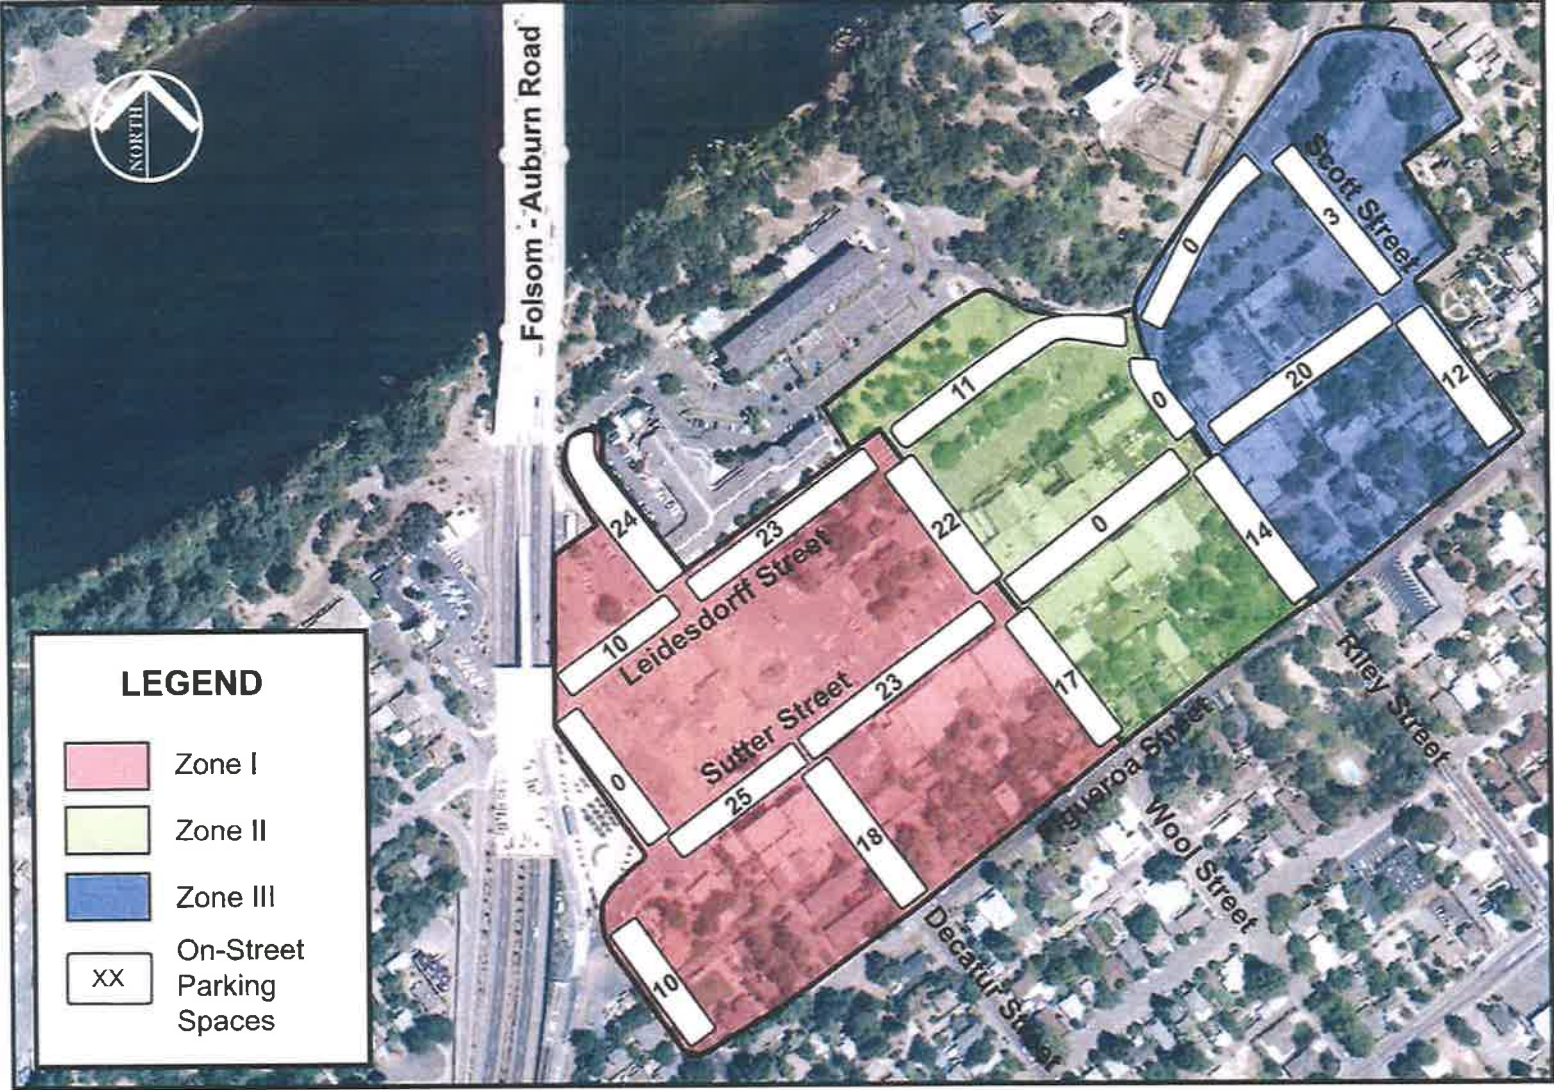 NORTH
Folsom - Auburn Road
Scott Street
0
3
20
12
11
0
0
14
24
23
22
Leidesdorff Street
10
Sutter Street
23
17
0
25
18
10
Figueroa Street
Riley Street
Wool Street
Decatur Street
LEGEND
Zone I
Zone II
Zone III
XX
On-Street
Parking
Spaces